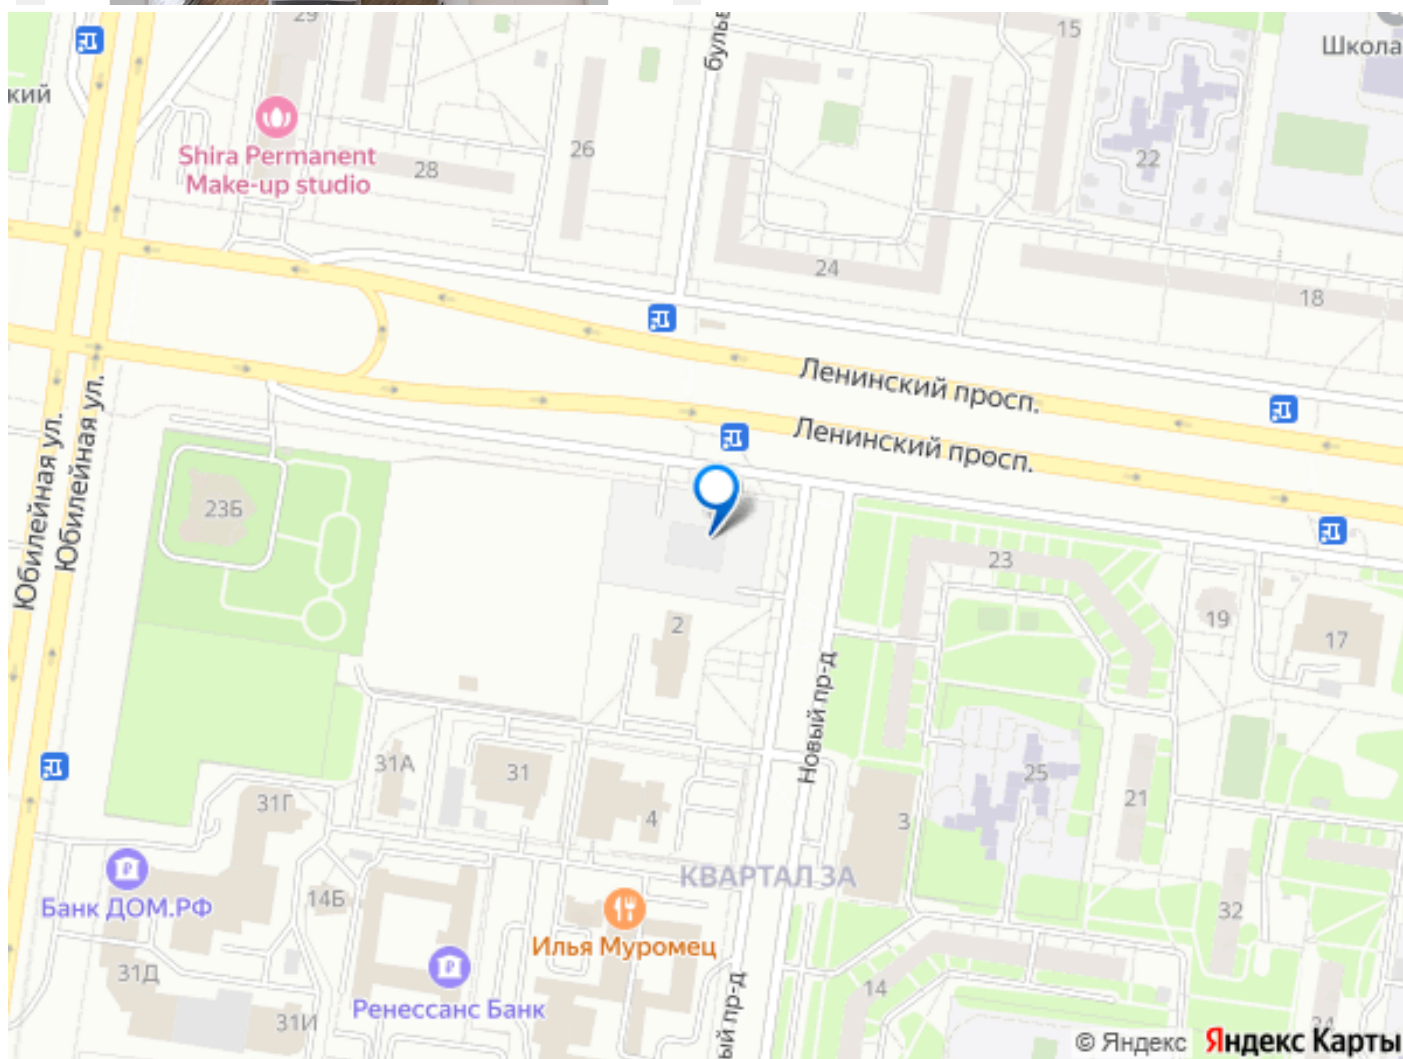 29
15
Школа
ский
бульв
Shira Permanent
Make-up studio
28
26
22
24
18
Ленинский просп.
Ленинский просп.
Юбилейная ул.
Юбилейная ул.
23Б
23
19
17
2
Новый пр-д
31А
31
25
21
31Г
4
3
КВАРТАЛ 3А
Банк ДОМ.РФ
14Б
Илья Муромец
32
31Д
Ренессанс Банк
14
31И
ый пр-д
24
© Яндекс Яндекс Карты